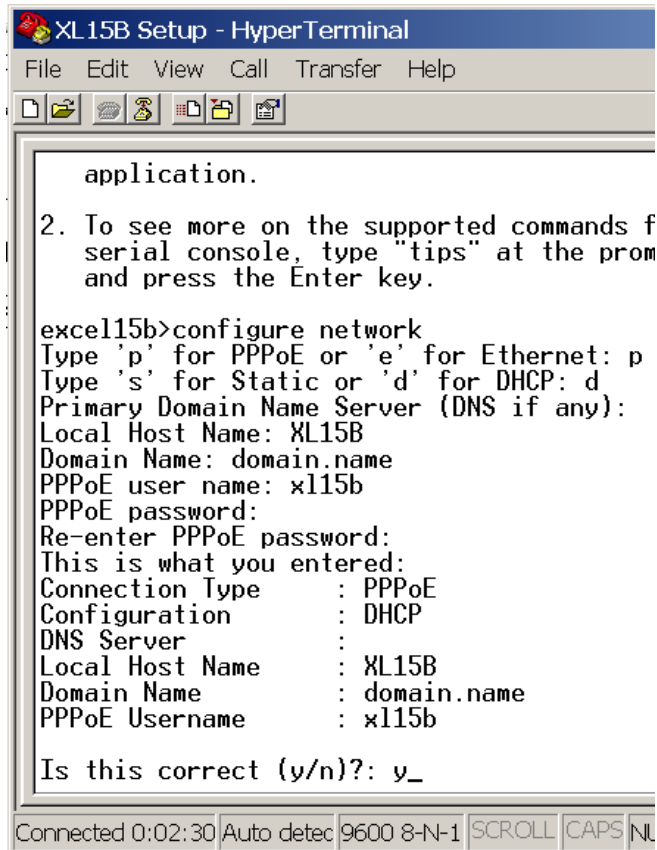 XL15B Setup - HyperTerminal
File Edit View Call Transfer Help
application.
2. To see more on the supported commands
serial console, type "tips" at the
and press the Enter key.
excel15b>configure network
Type 'p' for PPPoE or 'e' for Ethernet: p
Type 's' for Static or 'd' for DHCP: d
Primary Domain Name Server (DNS if any):
Local Host Name: XL15B
Domain Name: domain.name
PPPoE user name: xl15b
PPPoE password:
Re-enter PPPoE password:
This is what you entered:
Connection Type : PPPoE
Configuration : DHCP
DNS Server :
Local Host Name : XL15B
Domain Name : domain.name
PPPoE Username : xl15b
Is this correct (y/n)?: y_
Connected 0:02:30 Auto detec 9600 8-N-1 SCROLL CAPS